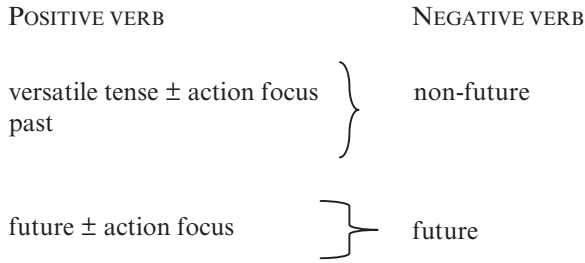 POSITIVE VERB NEGATIVE VERB
versatile tense ± action focus non-future
past
future ± action focus future